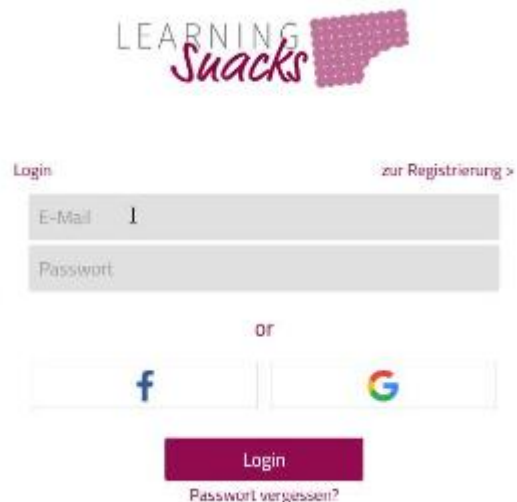 LEARNING
Snacks
Login
zur Registrierung >
E-Mail
Passwort
or
f
G
Login
Passwort vergessen?